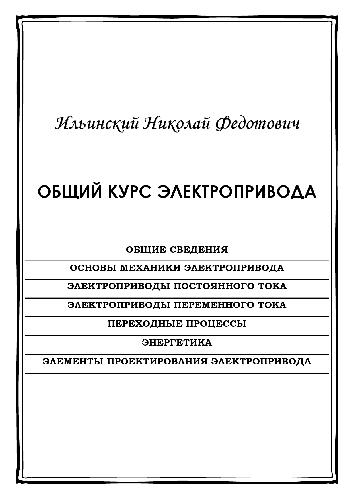 Ильинский Николай Федотович
ОБЩИЙ КУРС ЭЛЕКТРОПРИВОДА
ОБЩИЕ СВЕДЕНИЯ
ОСНОВЫ МЕХАНИКИ ЭЛЕКТРОПРИВОДА
ЭЛЕКТРОПРИВОДЫ ПОСТОЯННОГО ТОКА
ЭЛЕКТРОПРИВОДЫ ПЕРЕМЕННОГО ТОКА
ПЕРЕХОДНЫЕ ПРОЦЕССЫ
ЭНЕРГЕТИКА
ЭЛЕМЕНТЫ ПРОЕКТИРОВАНИЯ ЭЛЕКТРОПРИВОДА